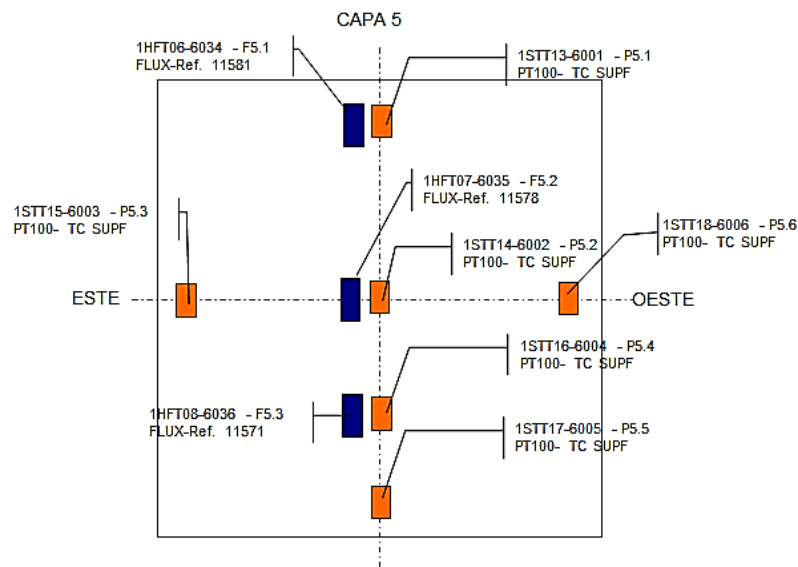 CAPA 5
1HFT06-6034 - F5.1
FLUX-Ref. 11581
1STT13-6001 - P5.1
PT100- TC SUPF
1HFT07-6035 - F5.2
FLUX-Ref. 11578
1STT15-6003 - P5.3
PT100- TC SUPF
1STT18-6006 - P5.6
PT100- TC SUPF
1STT14-6002 - P5.2
PT100- TC SUPF
ESTE
OESTE
1STT16-6004 - P5.4
PT100- TC SUPF
1HFT08-6036 - F5.3
FLUX-Ref. 11571
1STT17-6005 - P5.5
PT100- TC SUPF